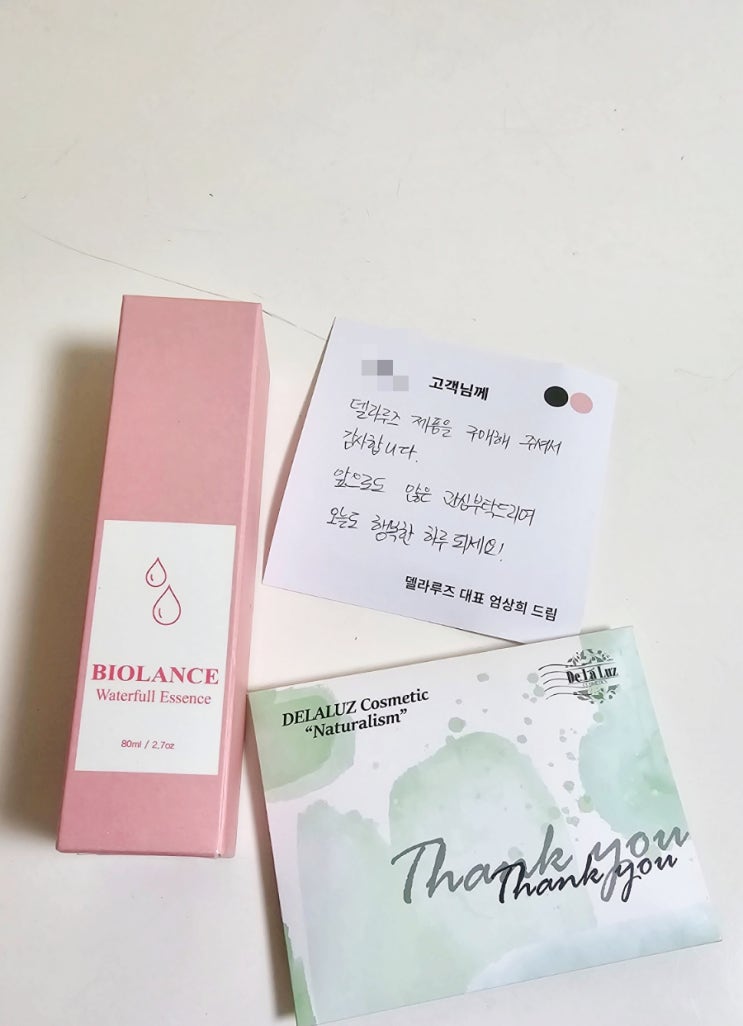 BIOLANCE
Waterfull Essence
80ml / 2.7oz
고객님께
델라루즈 제품을 구매해 주셔서
감사합니다.
앞으로도 많은 관심부탁드리며
오늘도 행복한 하루 되세요!
델라루즈 대표 엄상희 드림
DELALUZ Cosmetic
“Naturalism”
De La Luz
COSMETICS
Thank you
Thank you